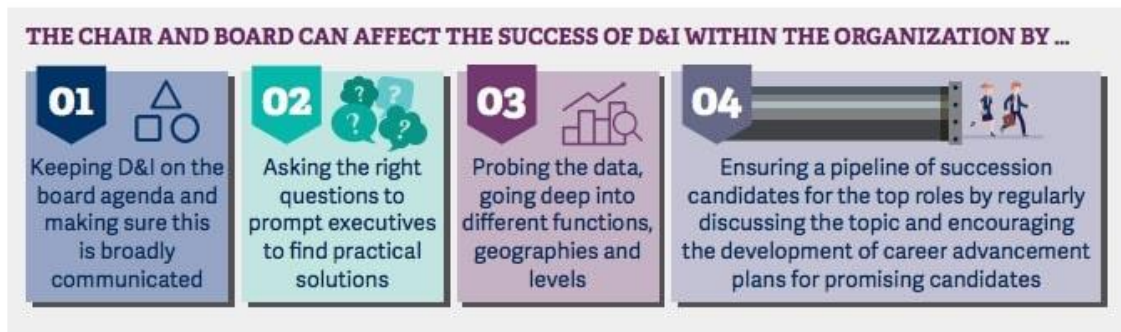 THE CHAIR AND BOARD CAN AFFECT THE SUCCESS OF D&I WITHIN THE ORGANIZATION BY ...
01
Keeping D&I on the
board agenda and
making sure this
is broadly
communicated
02
? ? ? ?
Asking the right
questions to
prompt executives
to find practical
solutions
03
Probing the data,
going deep into
different functions,
geographies and
levels
04
Ensuring a pipeline of succession
candidates for the top roles by regularly
discussing the topic and encouraging
the development of career advancement
plans for promising candidates